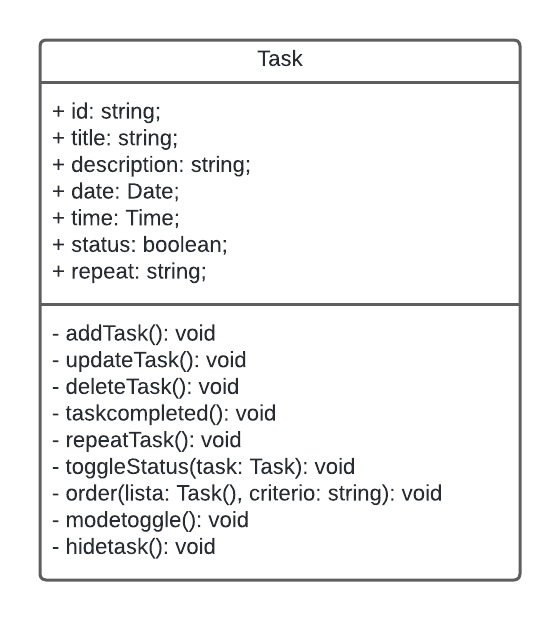 Task
+ id: string;
+ title: string;
+ description: string;
+ date: Date;
+ time: Time;
+ status: boolean;
+ repeat: string;
- addTask(): void
- updateTask(): void
- deleteTask(): void
- taskcompleted(): void
- repeatTask(): void
- toggleStatus(task: Task): void
- order(lista: Task(), criterio: string): void
- modetoggle(): void
- hidetask(): void